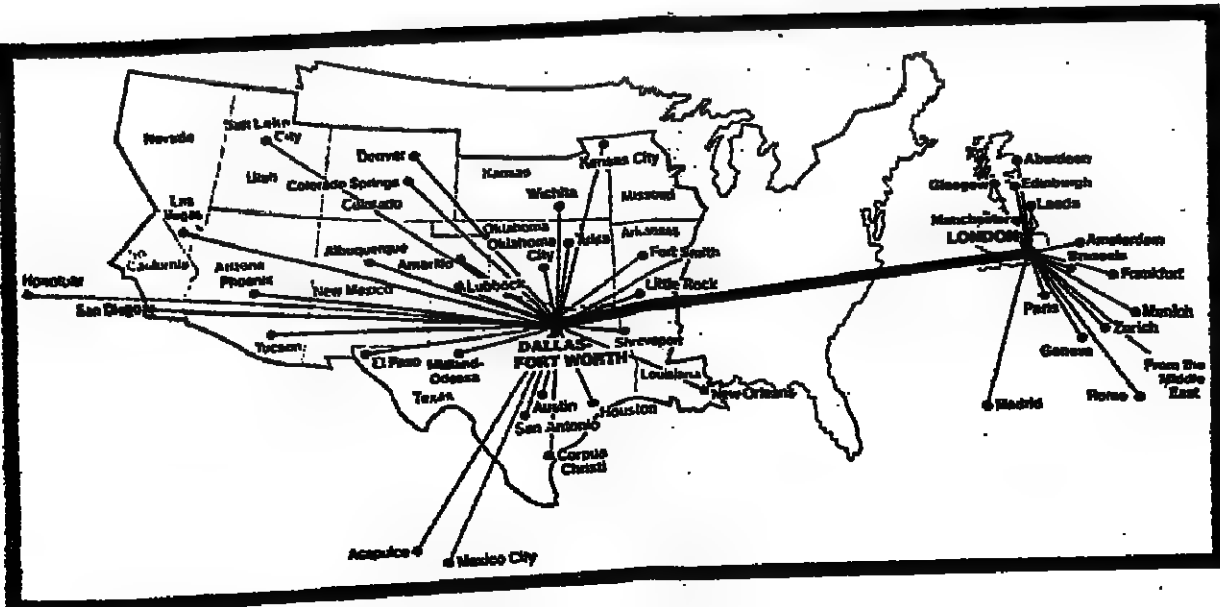 Nevada
Salt Lake
City
Utah
Denver
Colorado Springs
Colorado
Kansas
Kansas City
Missouri
Wichita
Las
Vegas
California
Arizona
Phoenix
Albuquerque
New Mexico
Amarillo
Lubbock
Oklahoma
Oklahoma
City
Tulsa
Arkansas
Fort Smith
Little Rock
Honolulu
San Diego
Tucson
El Paso
Midland-
Odessa
Texas
DALLAS-
FORT WORTH
Shreveport
Louisiana
New Orleans
Austin
Houston
San Antonio
Corpus
Christi
Acapulco
Mexico City
Aberdeen
Glasgow
Edinburgh
Leeds
Manchester
LONDON
Amsterdam
Brussels
Frankfurt
Paris
Munich
Zurich
Geneva
From the
Middle
East
Rome
Madrid